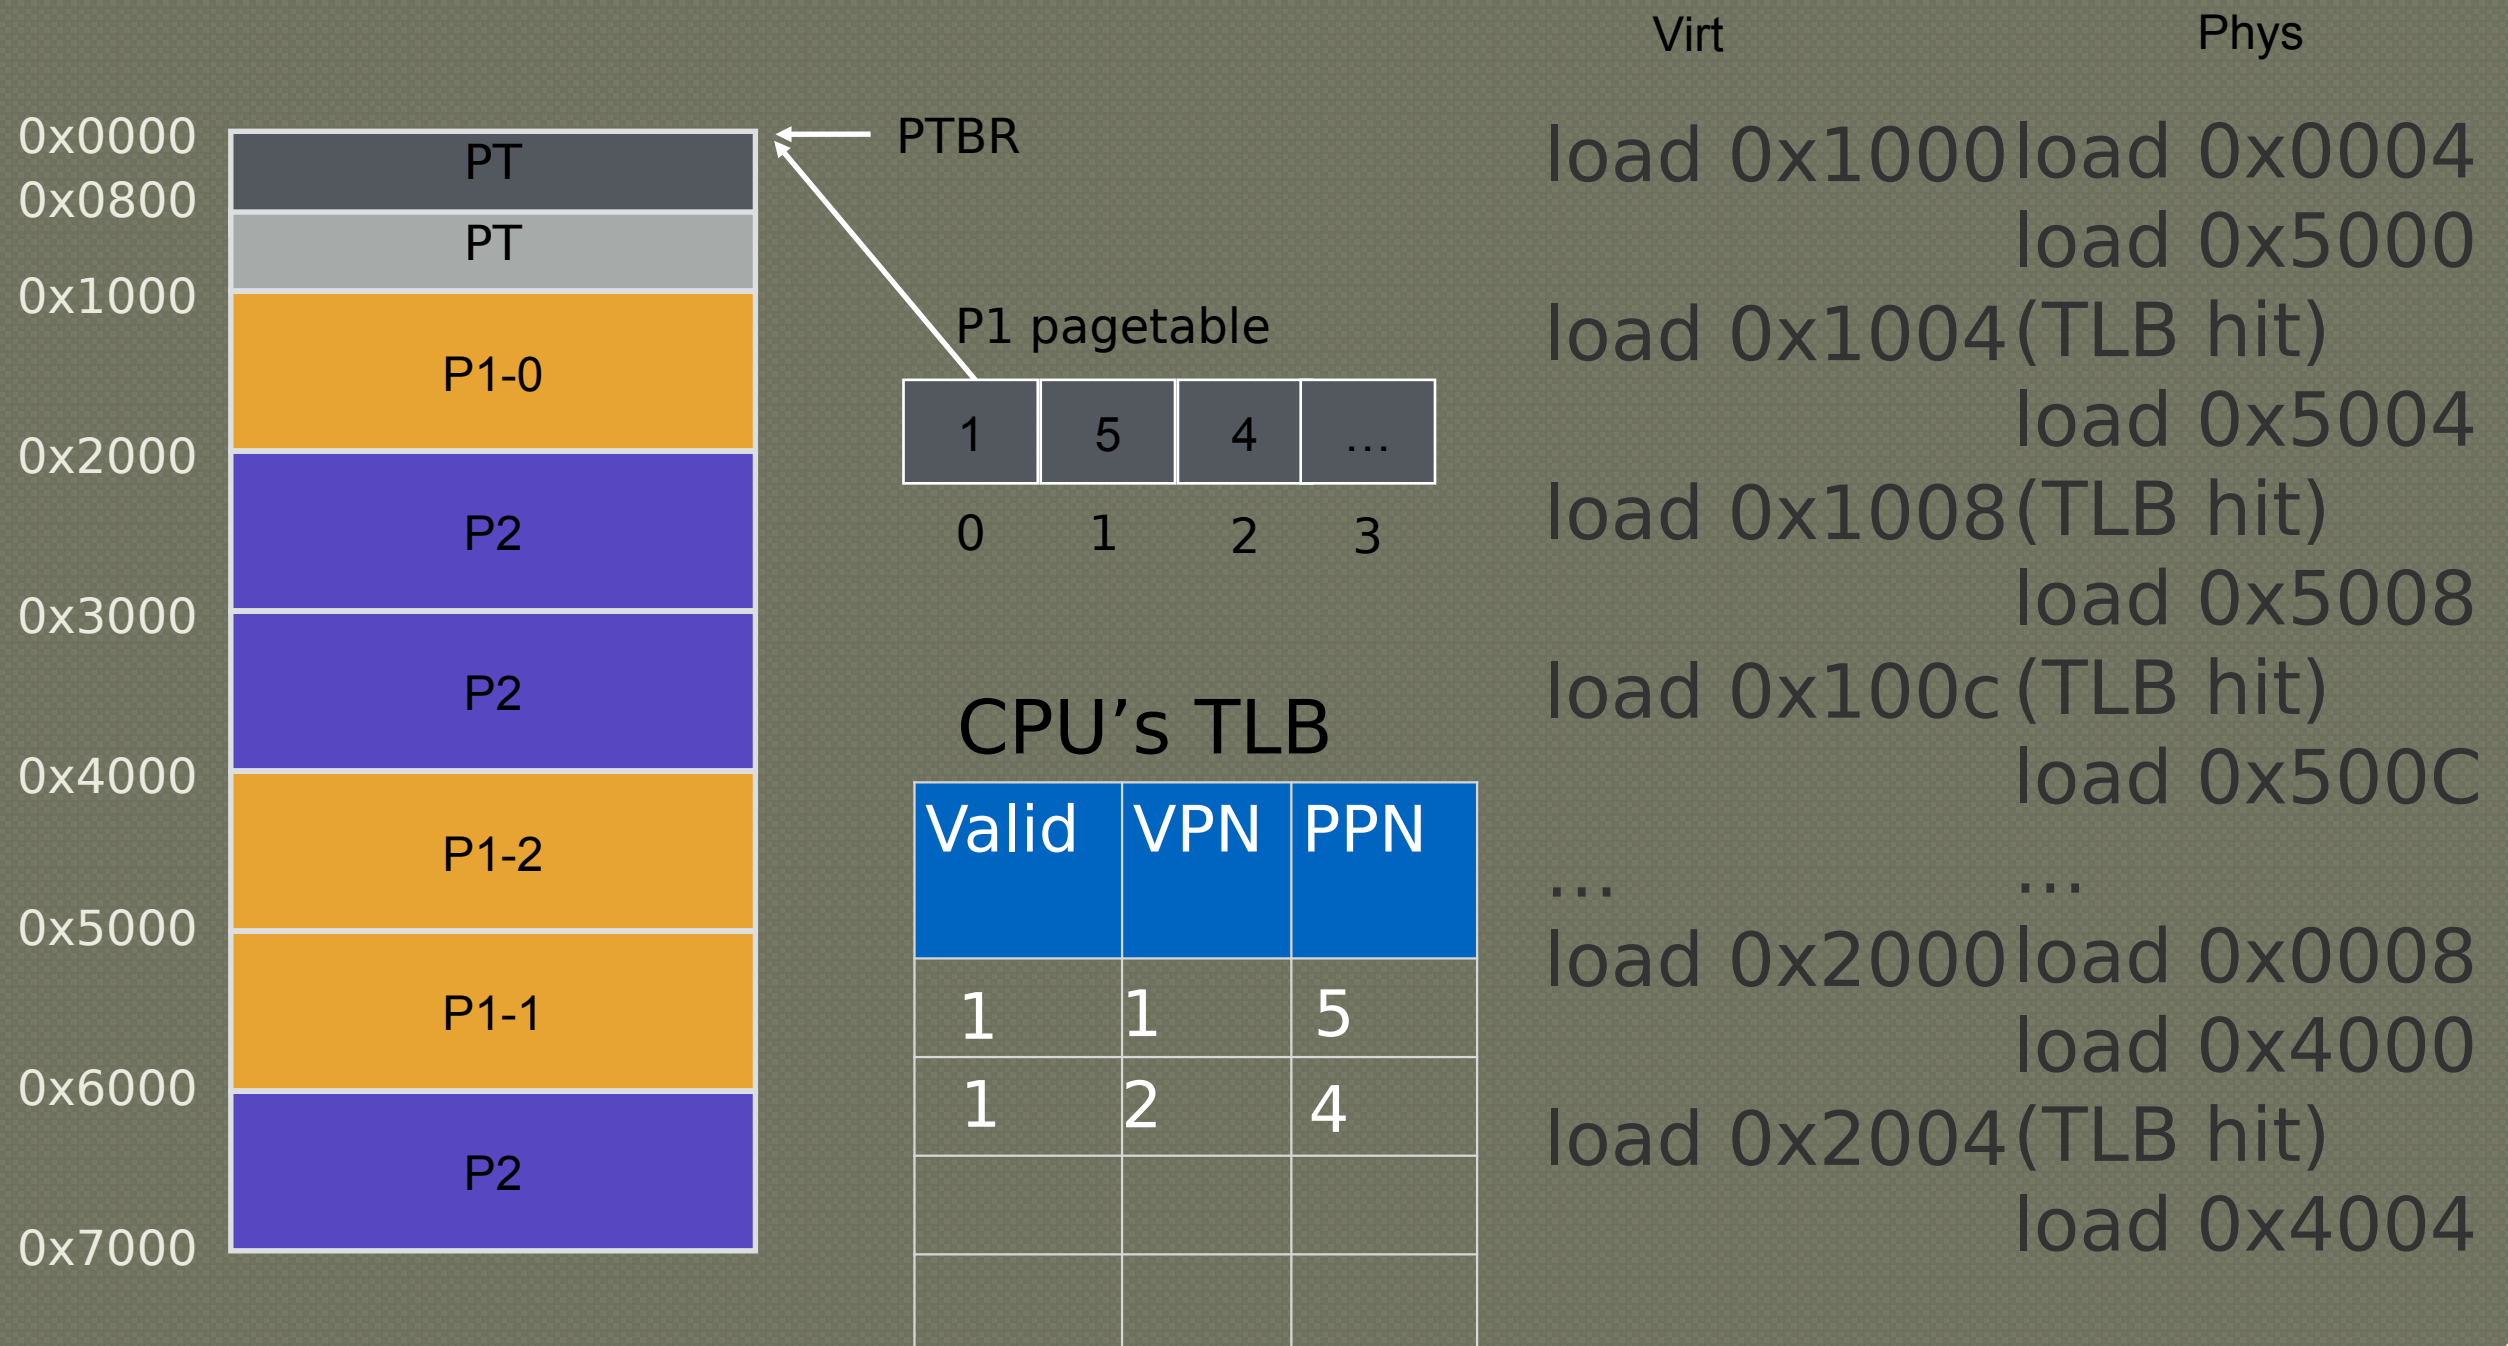 Virt
Phys
0x0000
0x0800
0x1000
0x2000
0x3000
0x4000
0x5000
0x6000
0x7000
PT
PT
P1-0
P2
P2
P1-2
P1-1
P2
PTBR
P1 pagetable
1 5 4 ...
0 1 2 3
CPU’s TLB
Valid VPN PPN
1 1 5
1 2 4
load 0x1000
load 0x1004
load 0x1008
load 0x100c
...
load 0x2000
load 0x2004
load 0x0004
load 0x5000
(TLB hit)
load 0x5004
(TLB hit)
load 0x5008
(TLB hit)
load 0x500C
...
load 0x0008
load 0x4000
(TLB hit)
load 0x4004